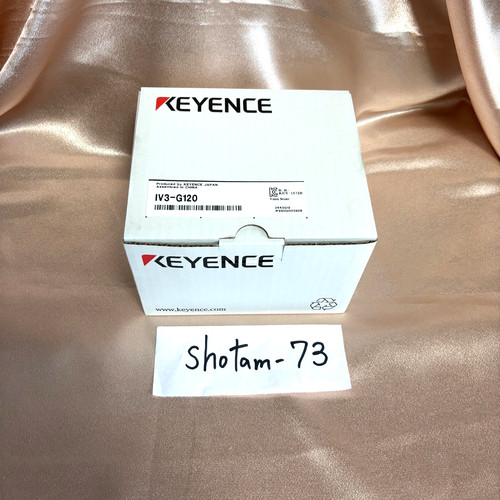 KEYENCE
Produced by KEYENCE JAPAN
Assembled in CHINA
IV3-G120
KEYENCE
www.keyence.com
shotam-73